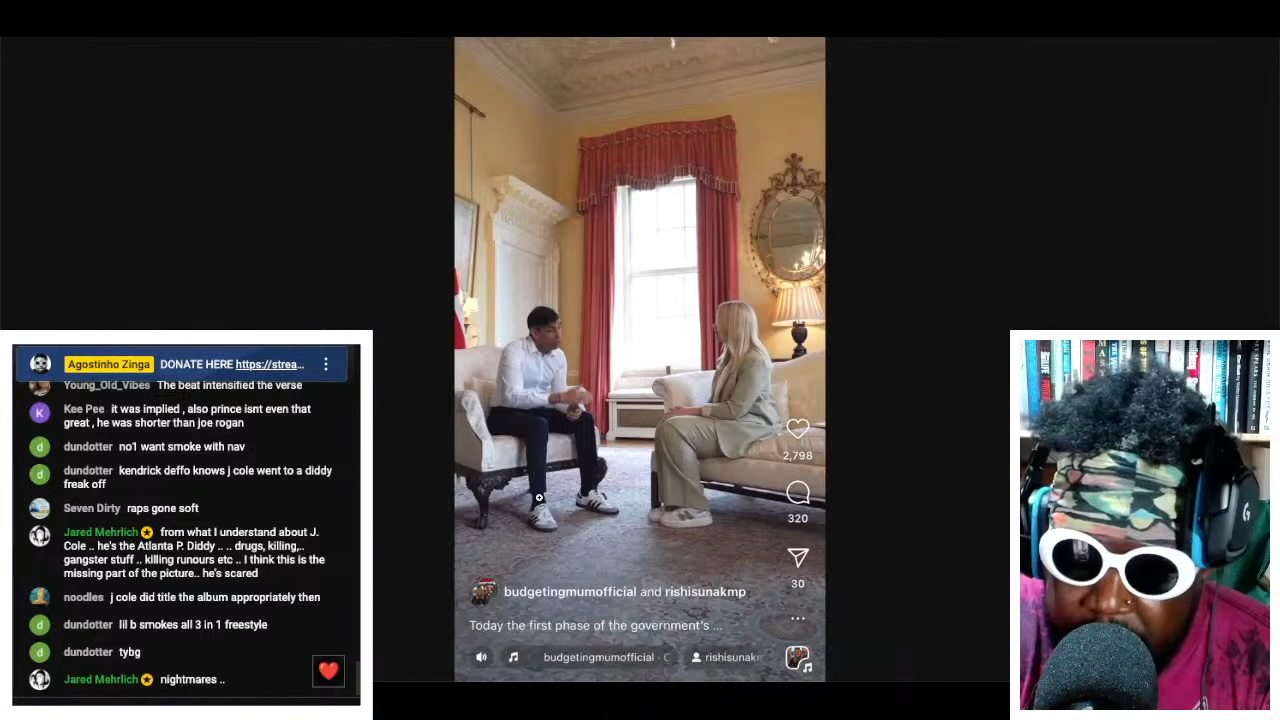 Agostinho Zinga DONATE HERE https://strea...
Young_Old_Vibes The beat intensified the verse
K Kee Pee it was implied , also prince isnt even that
great , he was shorter than joe rogan
d dundotter no1 want smoke with nav
d dundotter kendrick deffo knows j cole went to a diddy
freak off
Seven Dirty raps gone soft
Jared Mehrlich from what I understand about J.
Cole .. he's the Atlanta P. Diddy .. .. drugs, killing,..
gangster stuff .. killing runours etc .. I think this is the
missing part of the picture.. he's scared
noodles j cole did title the album appropriately then
d dundotter lil b smokes all 3 in 1 freestyle
d dundotter tybg
Jared Mehrlich nightmares ..
2,798
320
30
budgetingmumofficial and rishisunakmp
Today the first phase of the government's ...
budgetingmumofficial · rishisunakm